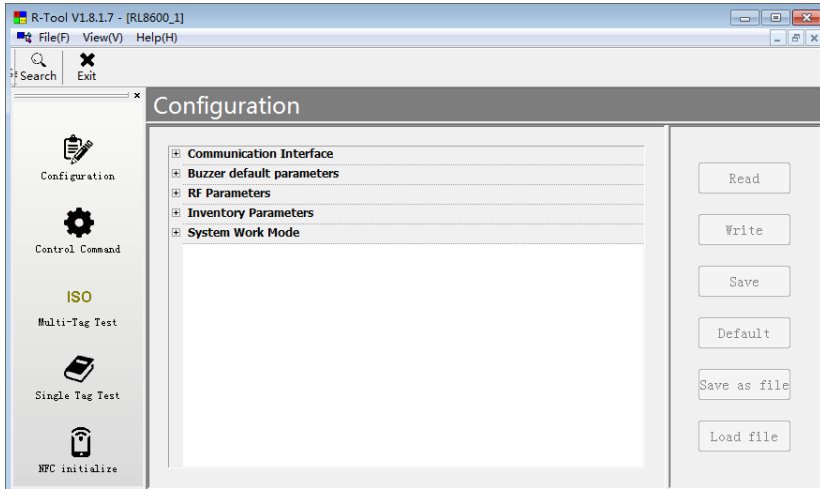 R-Tool V1.8.1.7 - [RL8600_1]
File(F) View(V) Help(H)
Search Exit
Configuration
Configuration
Control Command
ISO
Multi-Tag Test
Single Tag Test
NFC initialize
Communication Interface
Buzzer default parameters
RF Parameters
Inventory Parameters
System Work Mode
Read
Write
Save
Default
Save as file
Load file